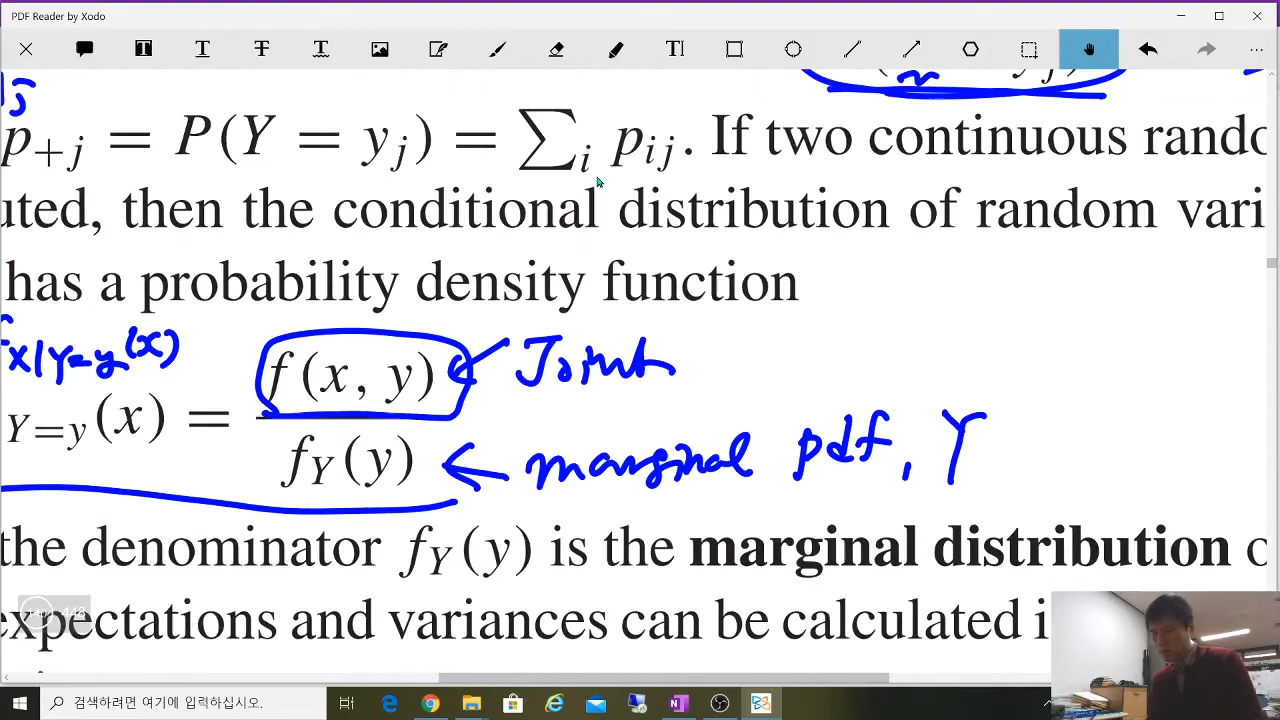 PDF Reader by Xodo
j
p+j = P(Y = yj) = ∑i pij. If two continuous rando
uted, then the conditional distribution of random vari
has a probability density function
X|Y=y(x)
Y=y(x) = f(x, y) / fY(y)
Joint
marginal pdf, Y
the denominator fY(y) is the marginal distribution o
expectations and variances can be calculated i
검색하려면 여기에 입력하십시오.